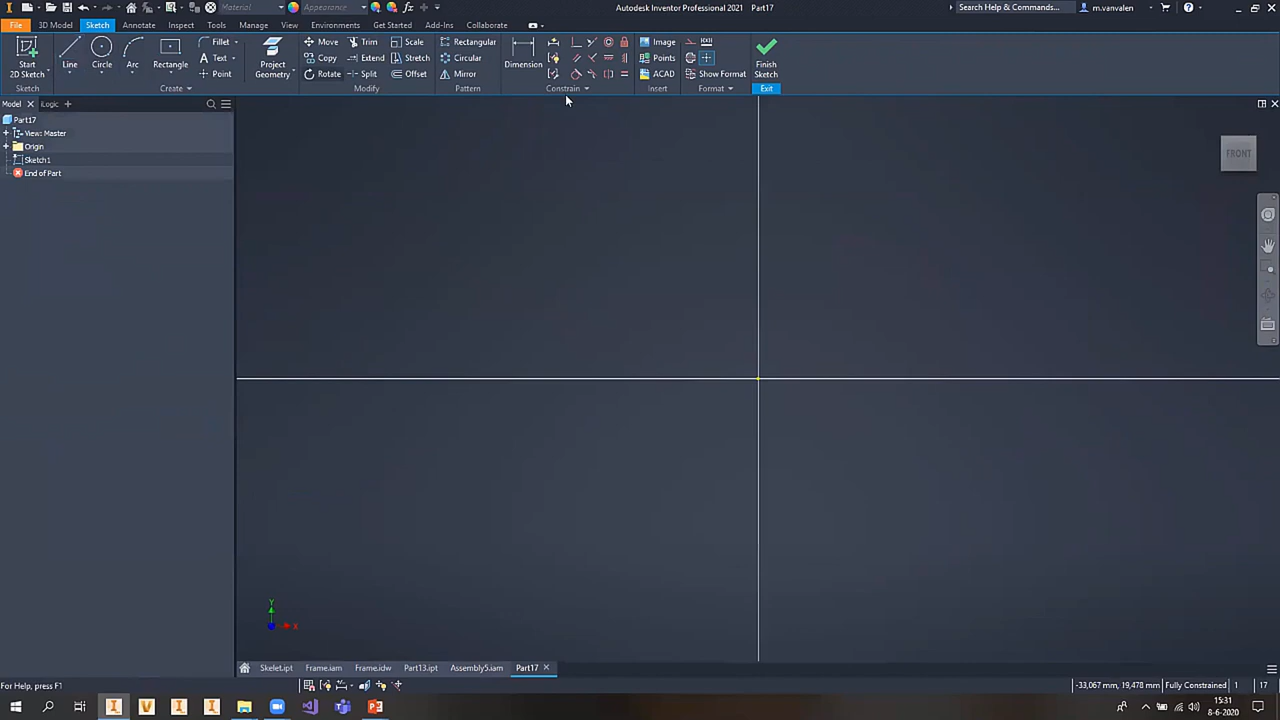 Material
Appearance
Autodesk Inventor Professional 2021 Part17
Search Help & Commands...
m.vanvalen
File
3D Model
Sketch
Annotate
Inspect
Tools
Manage
View
Environments
Get Started
Add-Ins
Collaborate
Start
2D Sketch
Line
Circle
Arc
Rectangle
Fillet
Text
Point
Project
Geometry
Move
Copy
Rotate
Trim
Extend
Split
Scale
Stretch
Offset
Rectangular
Circular
Mirror
Dimension
Image
Points
ACAD
Show Format
Finish
Sketch
Sketch
Create
Modify
Pattern
Constrain
Insert
Format
Exit
Model
iLogic
Part17
View: Master
Origin
Sketch1
End of Part
FRONT
Y
X
Skelet.ipt
Frame.iam
Frame.idw
Part13.ipt
Assembly5.iam
Part17
For Help, press F1
-33,067 mm, 19,478 mm
Fully Constrained
1
17
15:31
8-6-2020